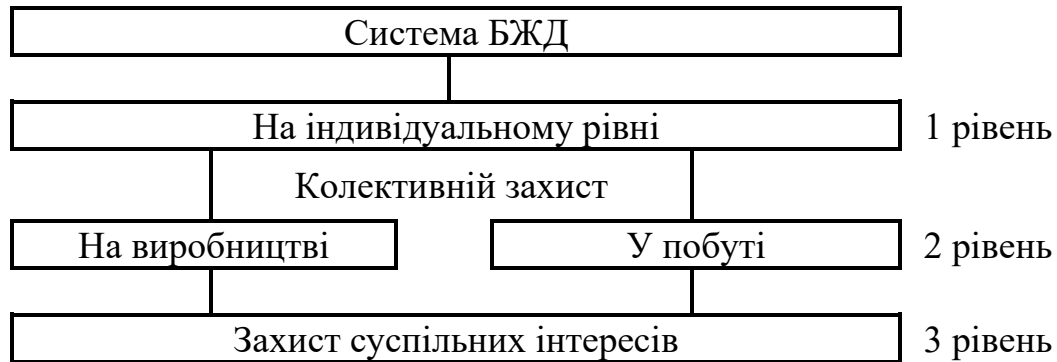 Система БЖД
На індивідуальному рівні 1 рівень
Колективній захист
На виробництві У побуті 2 рівень
Захист суспільних інтересів 3 рівень